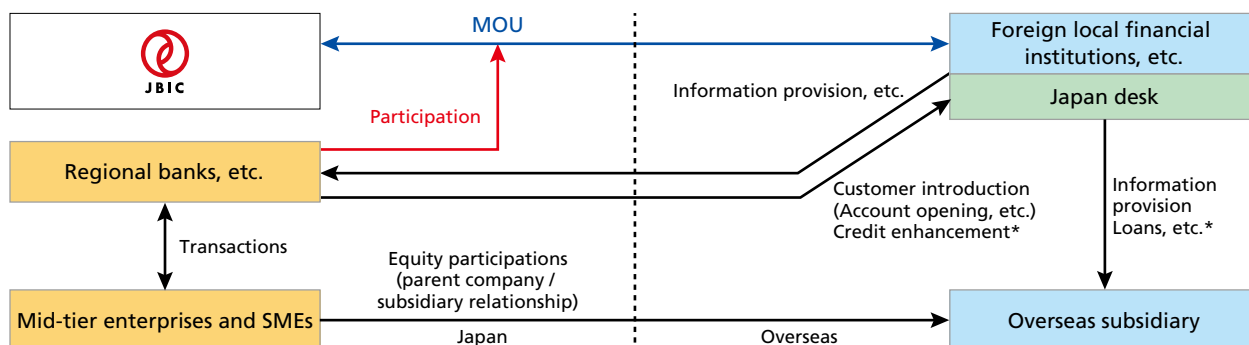 MOU
JBIC
Foreign local financial
institutions, etc.
Japan desk
Information provision, etc.
Participation
Regional banks, etc.
Customer introduction
(Account opening, etc.)
Credit enhancement*
Information
provision
Loans, etc.*
Transactions
Equity participations
(parent company /
subsidiary relationship)
Mid-tier enterprises and SMEs
Overseas subsidiary
Japan
Overseas